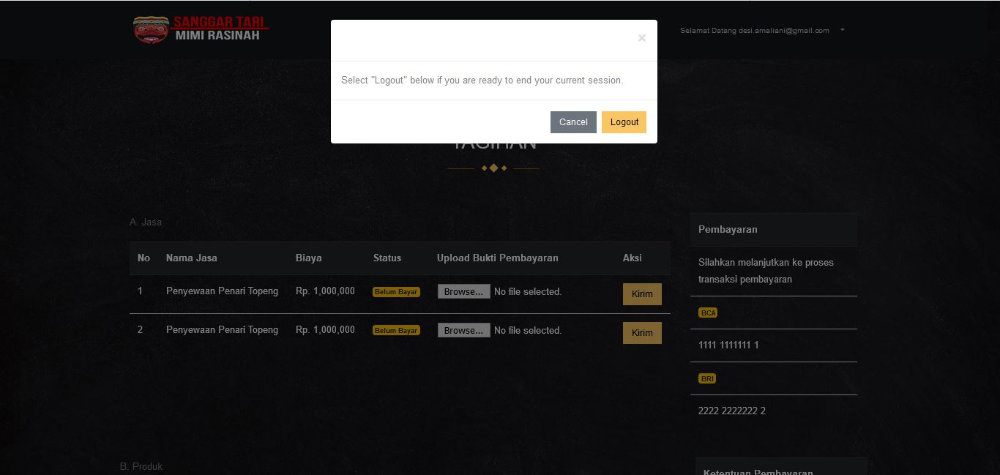 SANGGAR TARI
MIMI RASINAH
Selamat Datang desi.amaliani@gmail.com
×
Select "Logout" below if you are ready to end your current session.
Cancel
Logout
TAGIHAN
A. Jasa
No Nama Jasa Biaya Status Upload Bukti Pembayaran Aksi
1 Penyewaan Penari Topeng Rp. 1,000,000 Belum Bayar Browse... No file selected. Kirim
2 Penyewaan Penari Topeng Rp. 1,000,000 Belum Bayar Browse... No file selected. Kirim
Pembayaran
Silahkan melanjutkan ke proses
transaksi pembayaran
BCA
1111 1111111 1
BRI
2222 2222222 2
B. Produk
Ketentuan Pembayaran